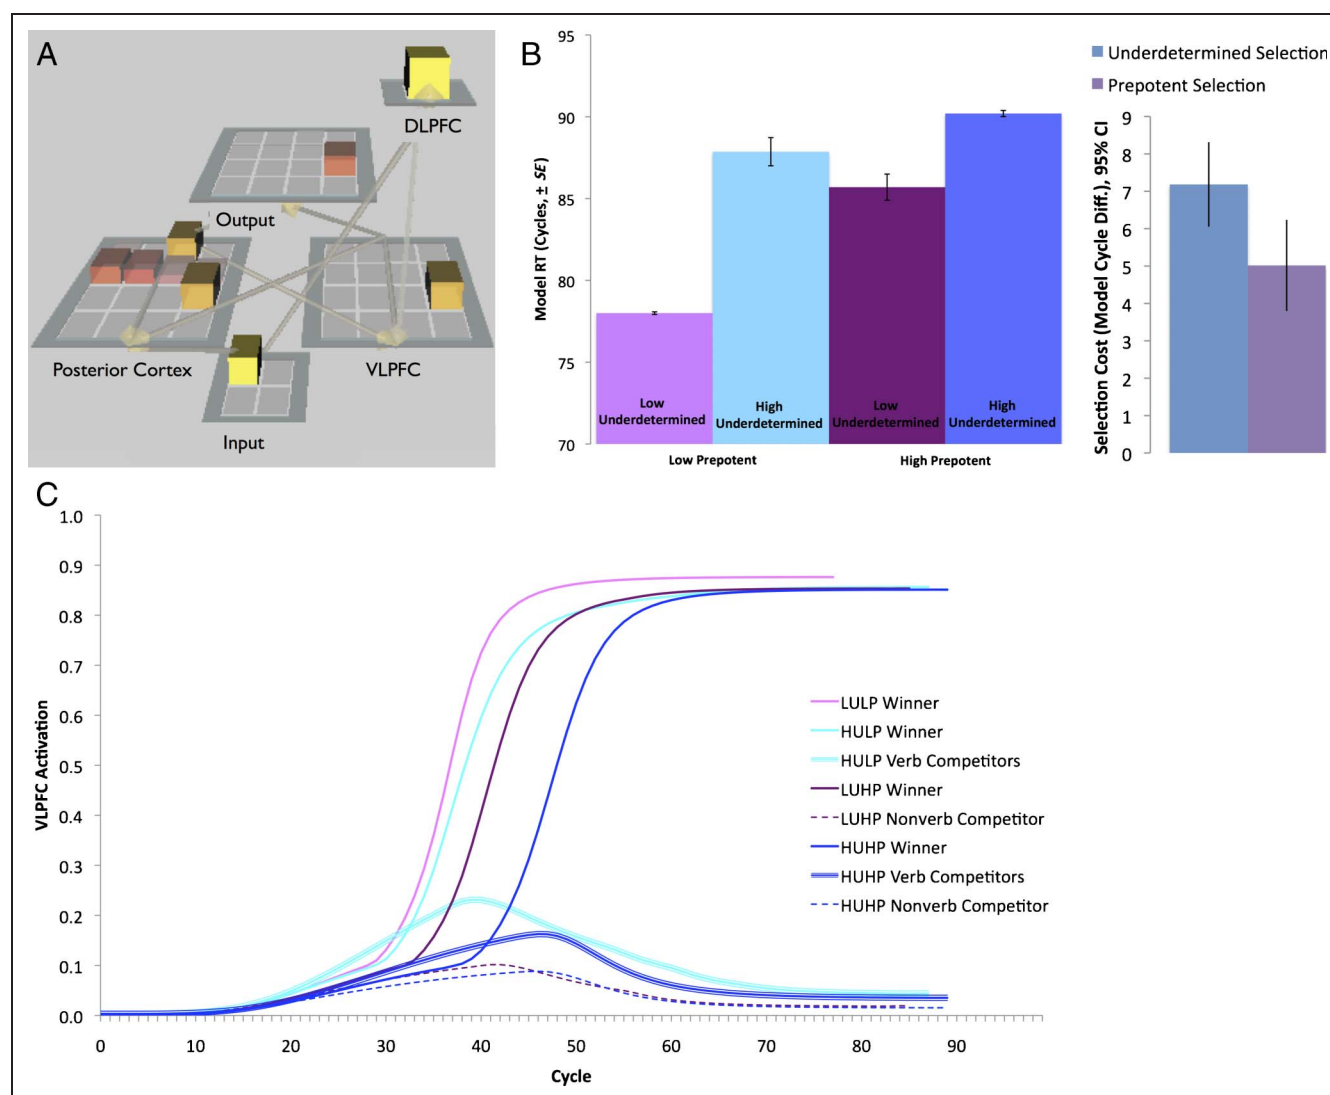 A
DLPFC
Output
Posterior Cortex
VLPFC
Input
B
Model RT (Cycles, ± SE)
95
90
85
80
75
70
Low
Underdetermined
High
Underdetermined
Low
Underdetermined
High
Underdetermined
Low Prepotent
High Prepotent
Underdetermined Selection
Prepotent Selection
Selection Cost (Model Cycle Diff.), 95% CI
9
8
7
6
5
4
3
2
1
0
C
VLPFC Activation
1.0
0.9
0.8
0.7
0.6
0.5
0.4
0.3
0.2
0.1
0.0
LULP Winner
HULP Winner
HULP Verb Competitors
LUHP Winner
LUHP Nonverb Competitor
HUHP Winner
HUHP Verb Competitors
HUHP Nonverb Competitor
0 10 20 30 40 50 60 70 80 90
Cycle